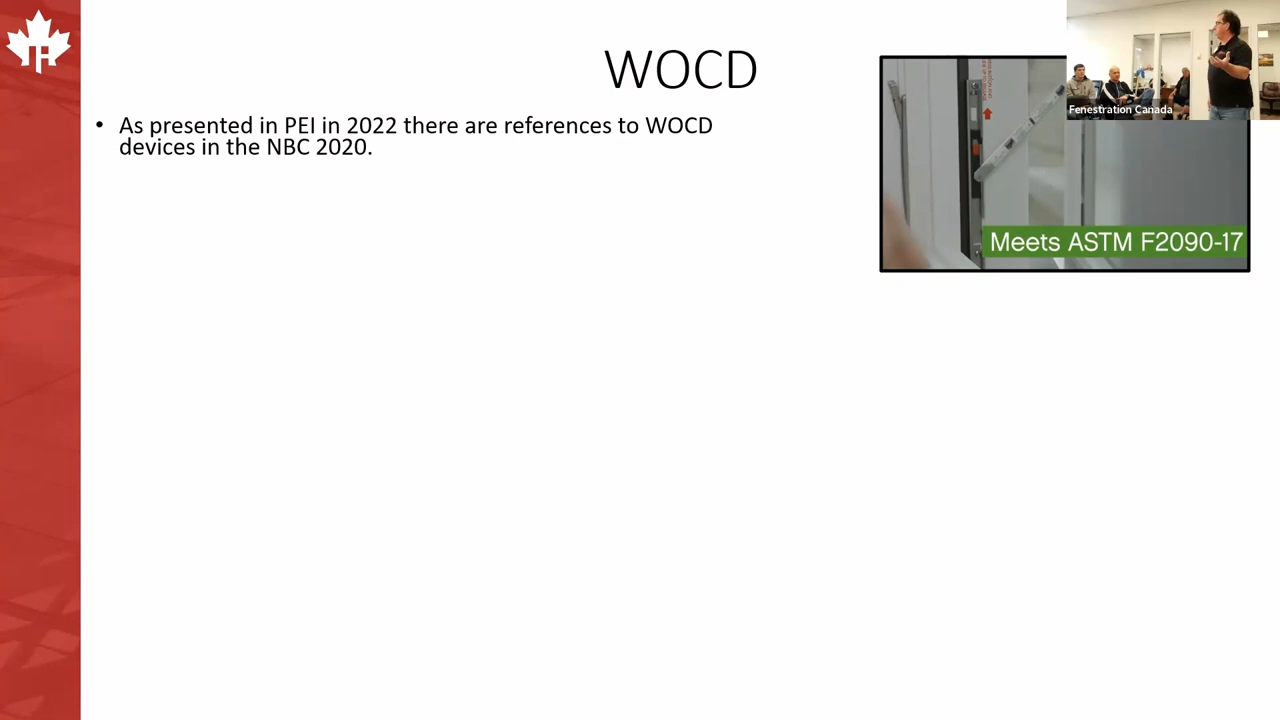 WOCD
• As presented in PEI in 2022 there are references to WOCD
devices in the NBC 2020.
Fenestration Canada
Meets ASTM F2090-17